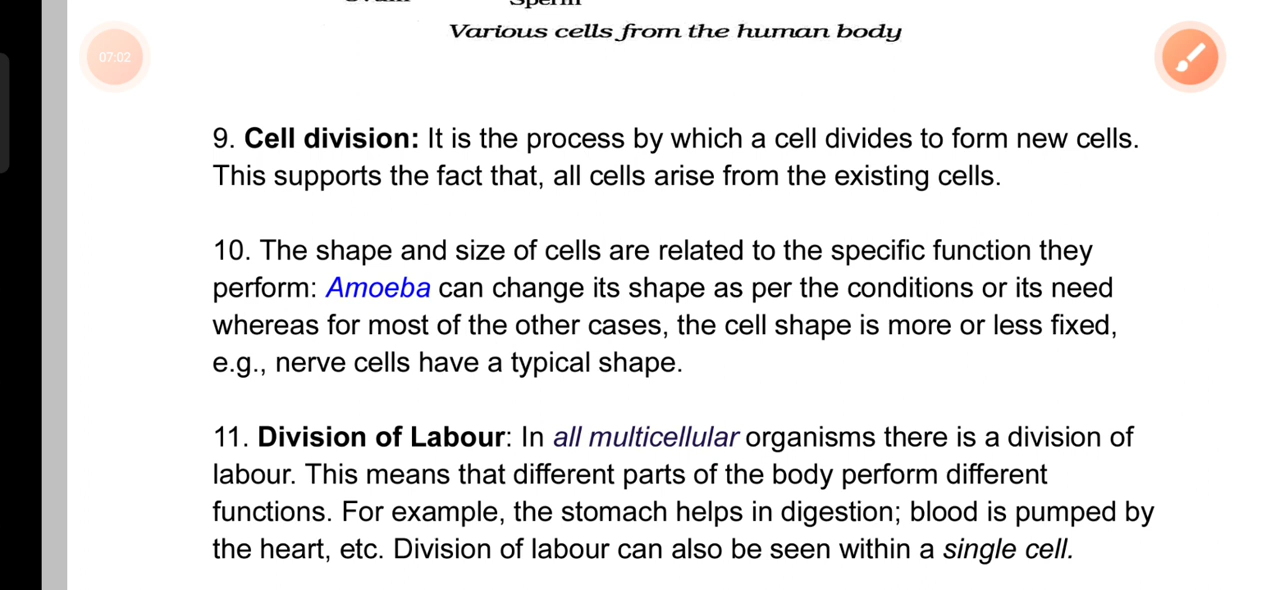 Sperm
Various cells from the human body
07:02
9. Cell division: It is the process by which a cell divides to form new cells.
This supports the fact that, all cells arise from the existing cells.
10. The shape and size of cells are related to the specific function they
perform: Amoeba can change its shape as per the conditions or its need
whereas for most of the other cases, the cell shape is more or less fixed,
e.g., nerve cells have a typical shape.
11. Division of Labour: In all multicellular organisms there is a division of
labour. This means that different parts of the body perform different
functions. For example, the stomach helps in digestion; blood is pumped by
the heart, etc. Division of labour can also be seen within a single cell.